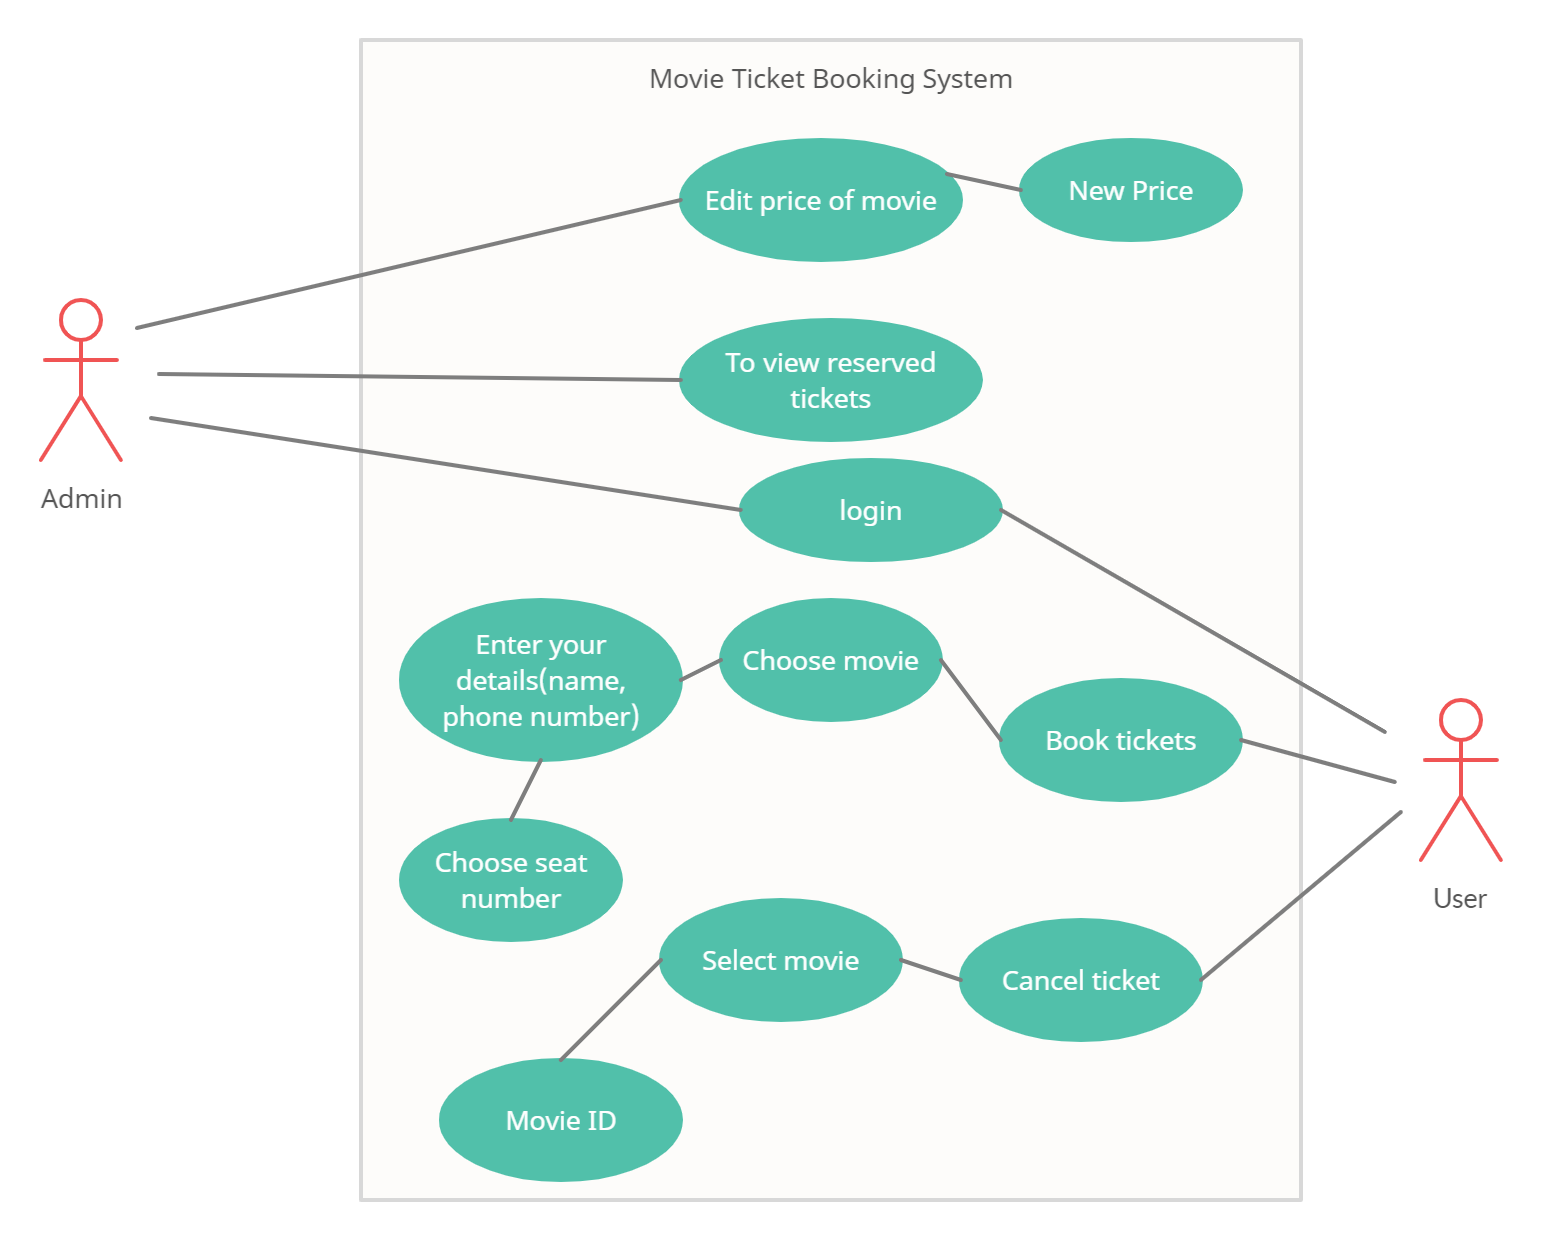 Movie Ticket Booking System
Edit price of movie
New Price
To view reserved
tickets
Admin
login
Enter your
details(name,
phone number)
Choose movie
Book tickets
Choose seat
number
User
Select movie
Cancel ticket
Movie ID